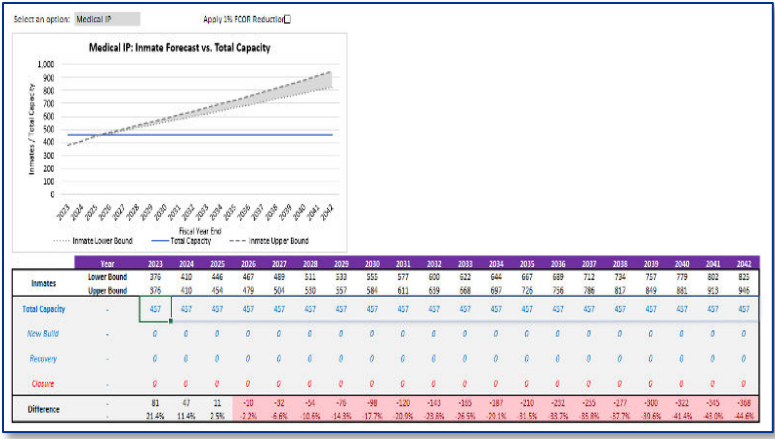 Select an option: Medical IP Apply 1% FCOR Reduction
Medical IP: Inmate Forecast vs. Total Capacity
Inmates / Total Capacity
1,000
900
800
700
600
500
400
300
200
100
0
2023 2024 2025 2026 2027 2028 2029 2030 2031 2032 2033 2034 2035 2036 2037 2038 2039 2040 2041 2042
Fiscal Year End
Inmate Lower Bound Total Capacity Inmate Upper Bound
Year 2023 2024 2025 2026 2027 2028 2029 2030 2031 2032 2033 2034 2035 2036 2037 2038 2039 2040 2041 2042
Inmates
Lower Bound 376 410 446 467 489 511 533 555 577 600 622 644 667 689 712 734 757 779 802 825
Upper Bound 376 410 454 479 504 530 557 584 611 639 668 697 726 756 786 817 849 881 913 946
Total Capacity - 457 457 457 457 457 457 457 457 457 457 457 457 457 457 457 457 457 457 457 457
New Build - 0 0 0 0 0 0 0 0 0 0 0 0 0 0 0 0 0 0 0 0
Recovery - 0 0 0 0 0 0 0 0 0 0 0 0 0 0 0 0 0 0 0 0
Closure - 0 0 0 0 0 0 0 0 0 0 0 0 0 0 0 0 0 0 0 0
Difference
- 81 47 11 -10 -32 -54 -76 -98 -120 -143 -165 -187 -210 -232 -255 -277 -300 -322 -345 -368
- 21.4% 11.4% 2.5% -2.2% -6.6% -10.6% -14.3% -17.7% -20.9% -23.8% -26.5% -29.1% -31.5% -33.7% -35.8% -37.7% -39.6% -41.4% -43.0% -44.6%